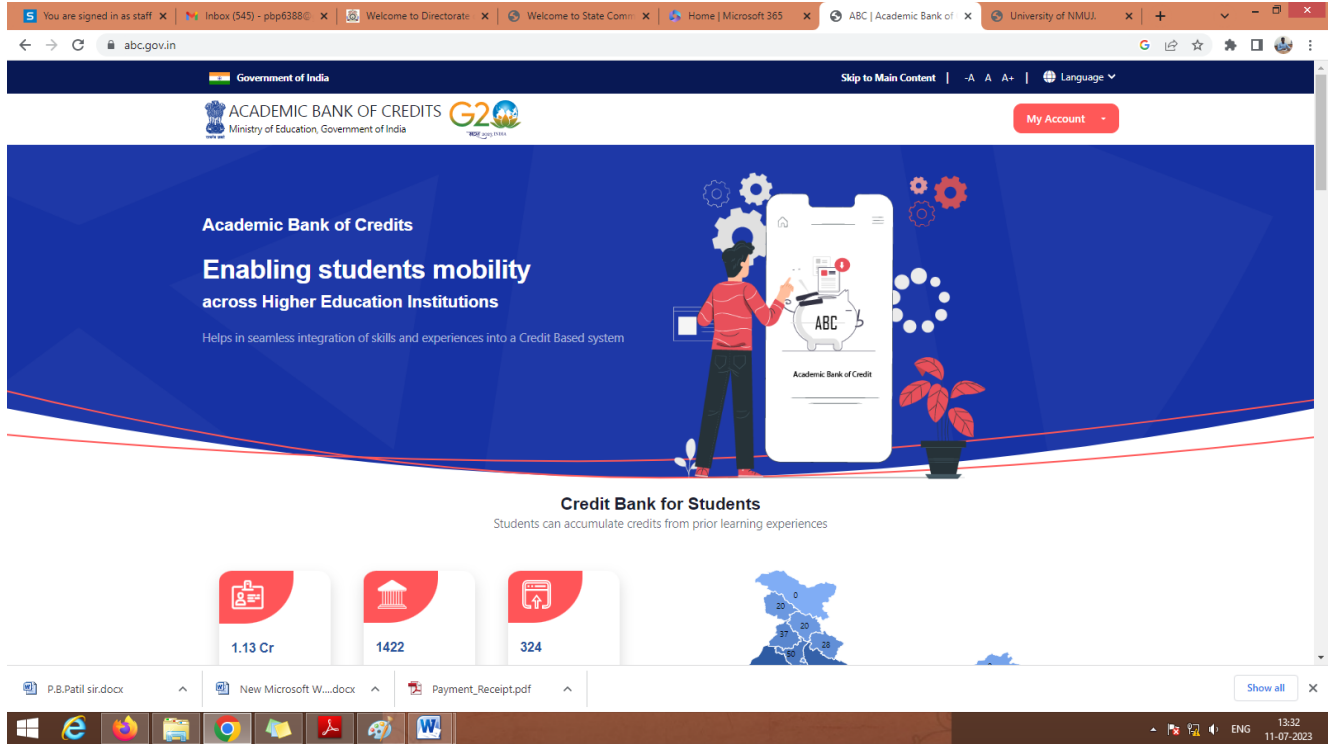 You are signed in as staff
Inbox (545) - pbp6388@
Welcome to Directorate
Welcome to State Comm
Home | Microsoft 365
ABC | Academic Bank of
University of NMUJ.
abc.gov.in
Government of India
Skip to Main Content | -A A A+ | Language
ACADEMIC BANK OF CREDITS
Ministry of Education, Government of India
My Account
Academic Bank of Credits
Enabling students mobility
across Higher Education Institutions
Helps in seamless integration of skills and experiences into a Credit Based system
ABC
Academic Bank of Credit
Credit Bank for Students
Students can accumulate credits from prior learning experiences
1.13 Cr
1422
324
0
20
20
37
28
50
P.B.Patil sir.docx
New Microsoft W....docx
Payment_Receipt.pdf
Show all
ENG
13:32
11-07-2023